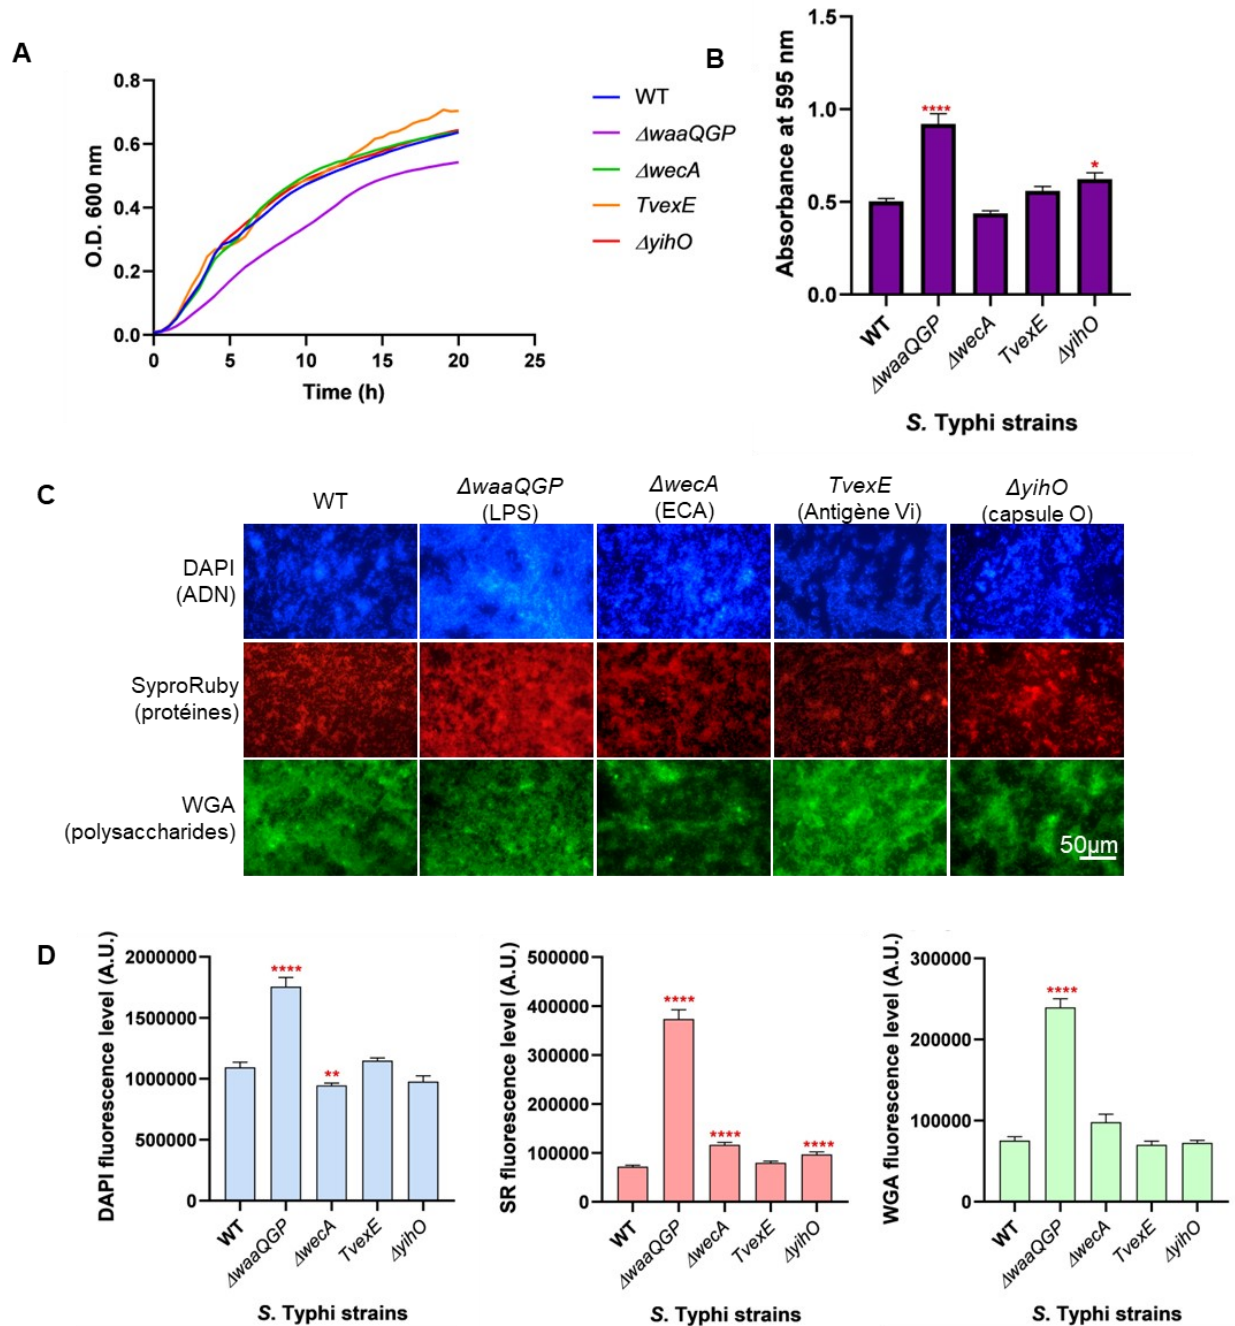 A
O.D. 600 nm
0.8
0.6
0.4
0.2
0.0
0 5 10 15 20 25
Time (h)
WT
ΔwaaQGP
ΔwecA
TvexE
ΔyihO
B
Absorbance at 595 nm
1.5
1.0
0.5
0.0
****
*
WT ΔwaaQGP ΔwecA TvexE ΔyihO
S. Typhi strains
C
WT
ΔwaaQGP
(LPS)
ΔwecA
(ECA)
TvexE
(Antigène Vi)
ΔyihO
(capsule O)
DAPI
(ADN)
SyproRuby
(protéines)
WGA
(polysaccharides)
50µm
D
DAPI fluorescence level (A.U.)
2000000
1500000
1000000
500000
0
****
**
WT ΔwaaQGP ΔwecA TvexE ΔyihO
S. Typhi strains
SR fluorescence level (A.U.)
500000
400000
300000
200000
100000
0
****
****
****
WT ΔwaaQGP ΔwecA TvexE ΔyihO
S. Typhi strains
WGA fluorescence level (A.U.)
300000
200000
100000
0
****
WT ΔwaaQGP ΔwecA TvexE ΔyihO
S. Typhi strains